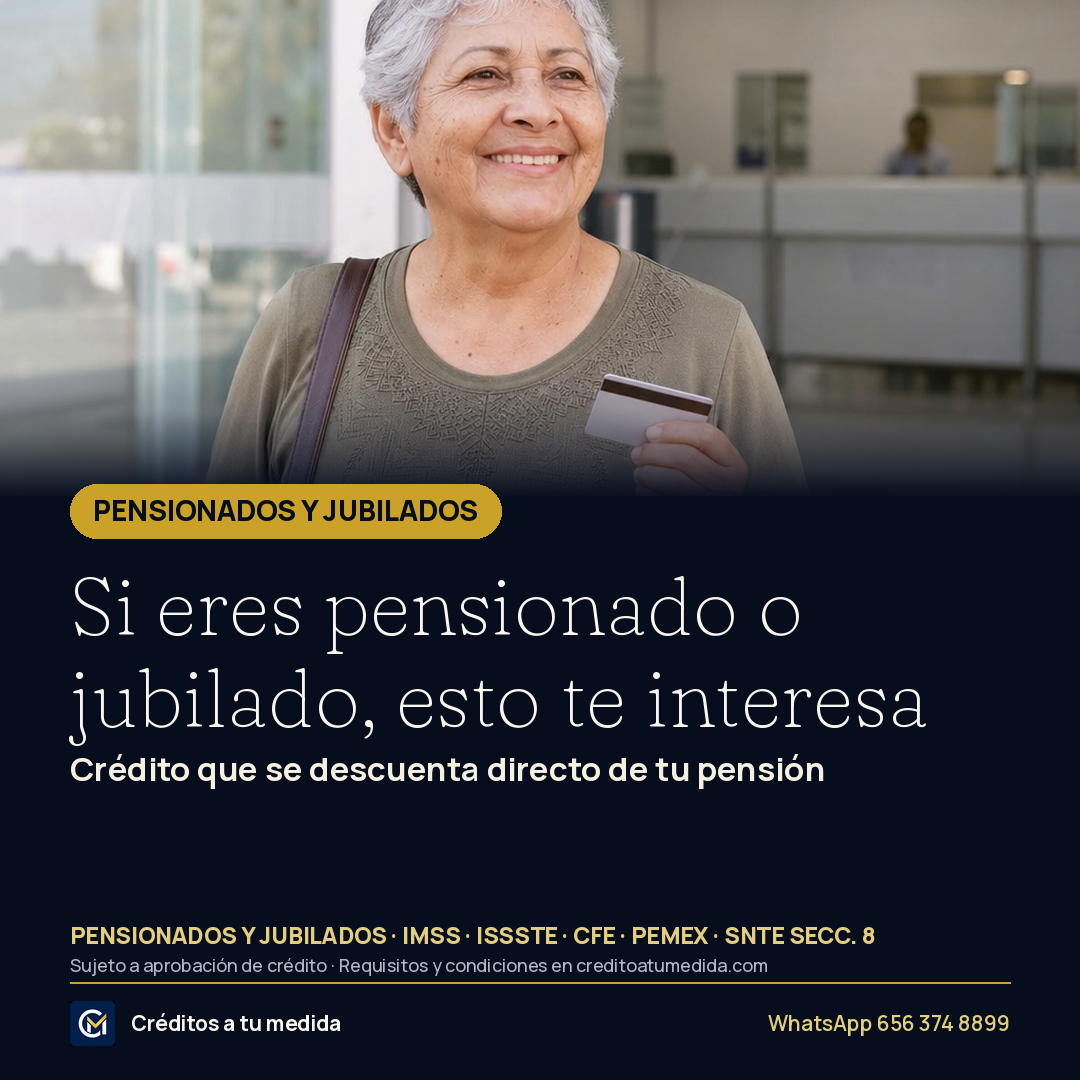 PENSIONADOS Y JUBILADOS
Si eres pensionado o
jubilado, esto te interesa
Crédito que se descuenta directo de tu pensión
PENSIONADOS Y JUBILADOS · IMSS · ISSSTE · CFE · PEMEX · SNTE SECC. 8
Sujeto a aprobación de crédito · Requisitos y condiciones en creditoatumedida.com
Créditos a tu medida
WhatsApp 656 374 8899